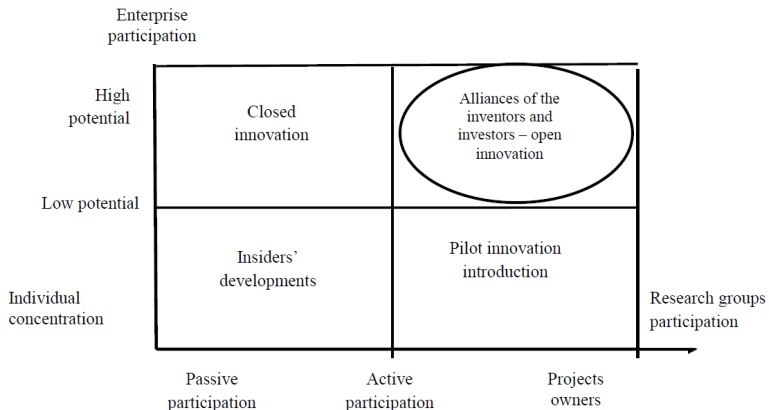 Enterprise
participation
High
potential
Closed
innovation
Alliances of the
inventors and
investors – open
innovation
Low potential
Insiders’
developments
Pilot innovation
introduction
Individual
concentration
Research groups
participation
Passive
participation
Active
participation
Projects
owners